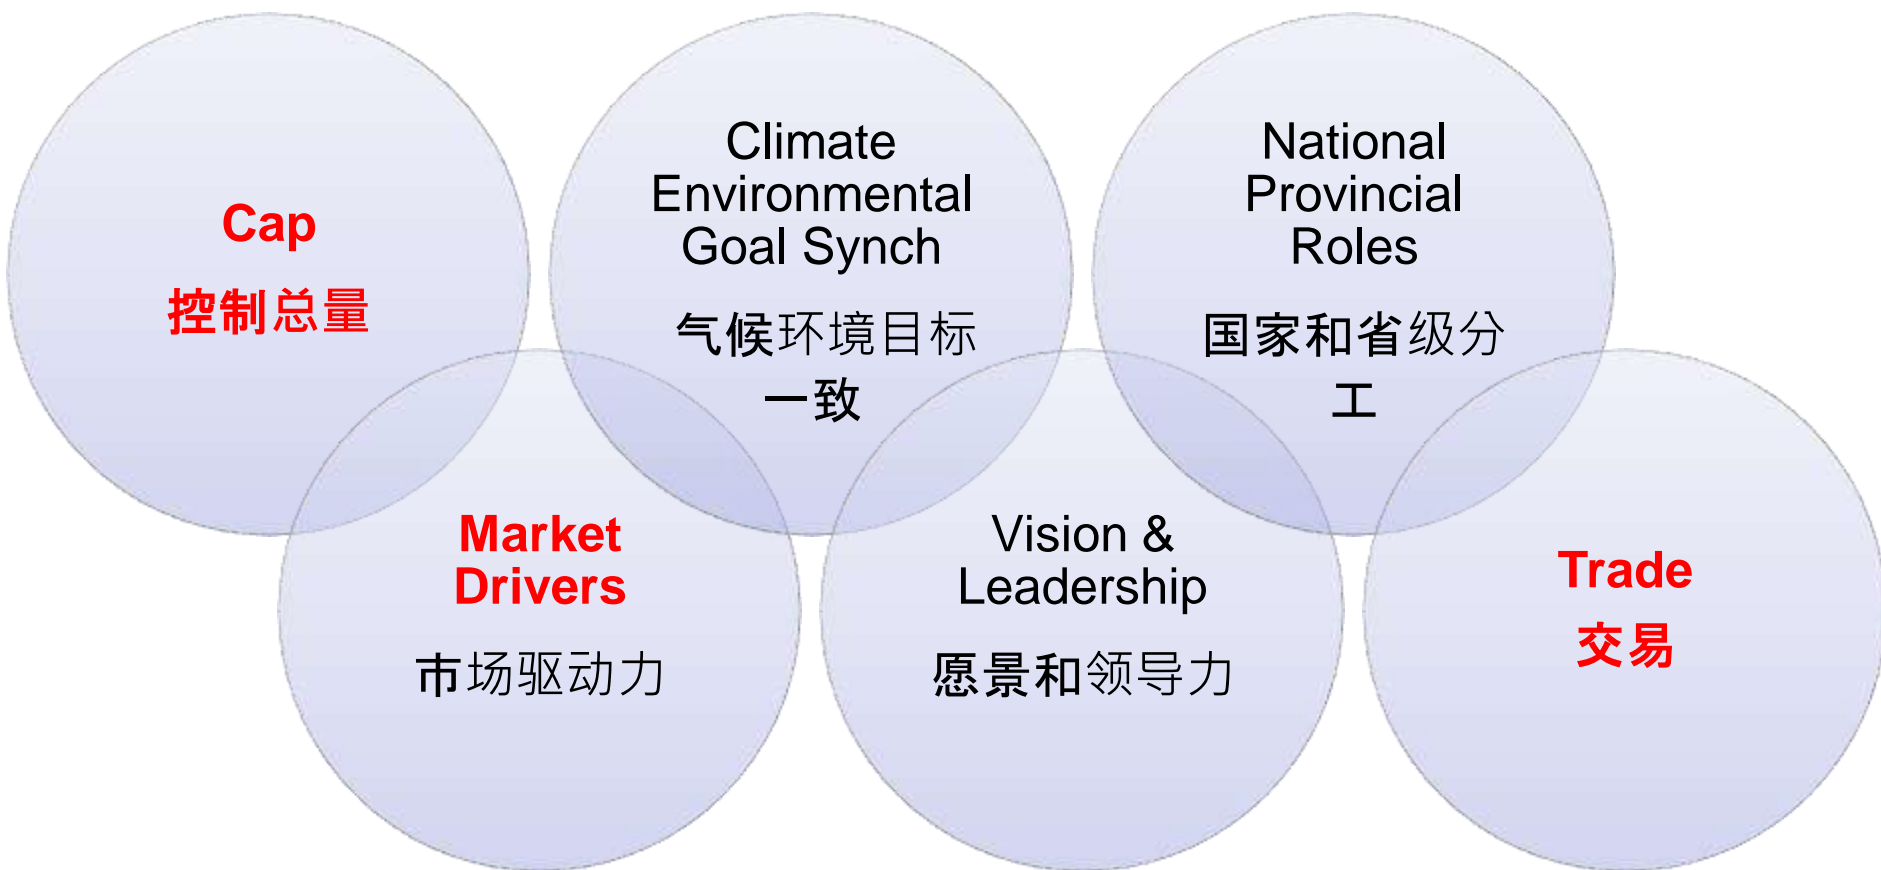 Cap
控制总量
Climate
Environmental
Goal Synch
气候环境目标
一致
National
Provincial
Roles
国家和省级分
工
Market
Drivers
市场驱动力
Vision &
Leadership
愿景和领导力
Trade
交易